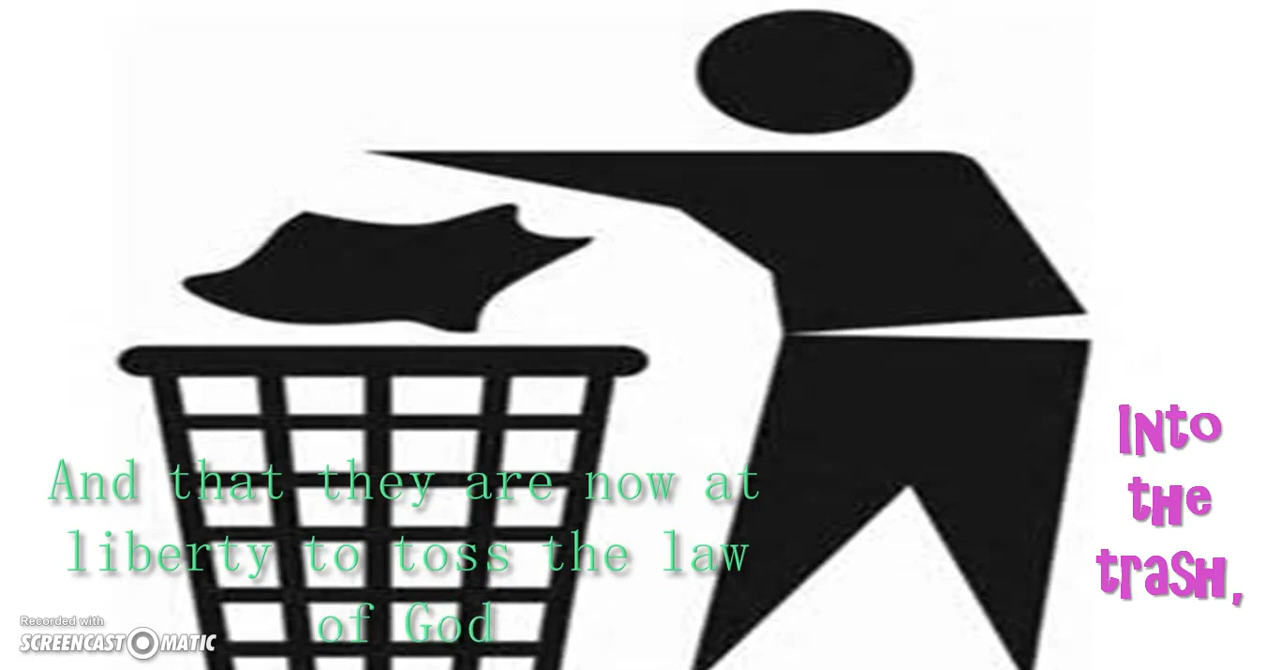 And that they are now at
liberty to toss the law
of God
Into
the
trash,
Recorded with
SCREENCAST-O-MATIC